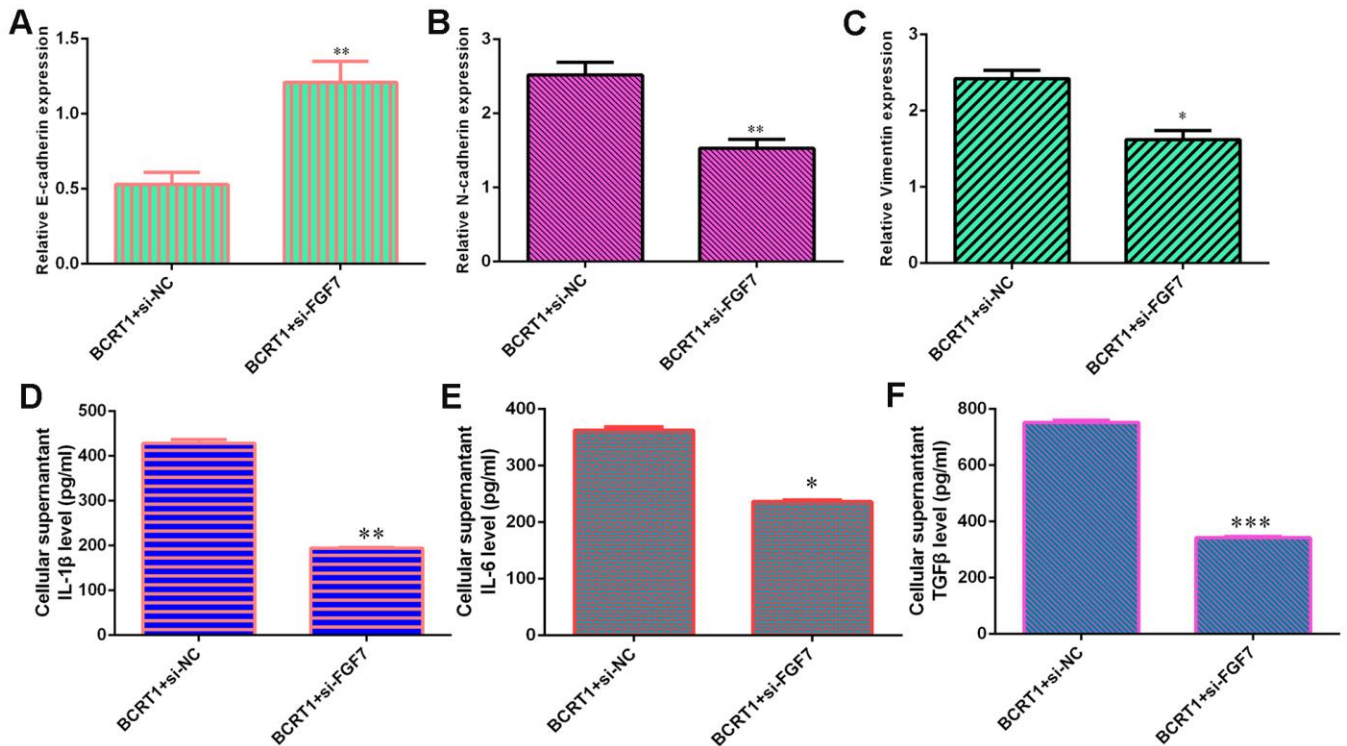 A
Relative E-cadherin expression
1.5
1.0
0.5
0.0
**
BCRT1+si-NC
BCRT1+si-FGF7
B
Relative N-cadherin expression
3
2
1
0
**
BCRT1+si-NC
BCRT1+si-FGF7
C
Relative Vimentin expression
3
2
1
0
*
BCRT1+si-NC
BCRT1+si-FGF7
D
Cellular supernantant
IL-1β level (pg/ml)
500
400
300
200
100
0
**
BCRT1+si-NC
BCRT1+si-FGF7
E
Cellular supernantant
IL-6 level (pg/ml)
400
300
200
100
0
*
BCRT1+si-NC
BCRT1+si-FGF7
F
Cellular supernantant
TGFβ level (pg/ml)
800
600
400
200
0
***
BCRT1+si-NC
BCRT1+si-FGF7